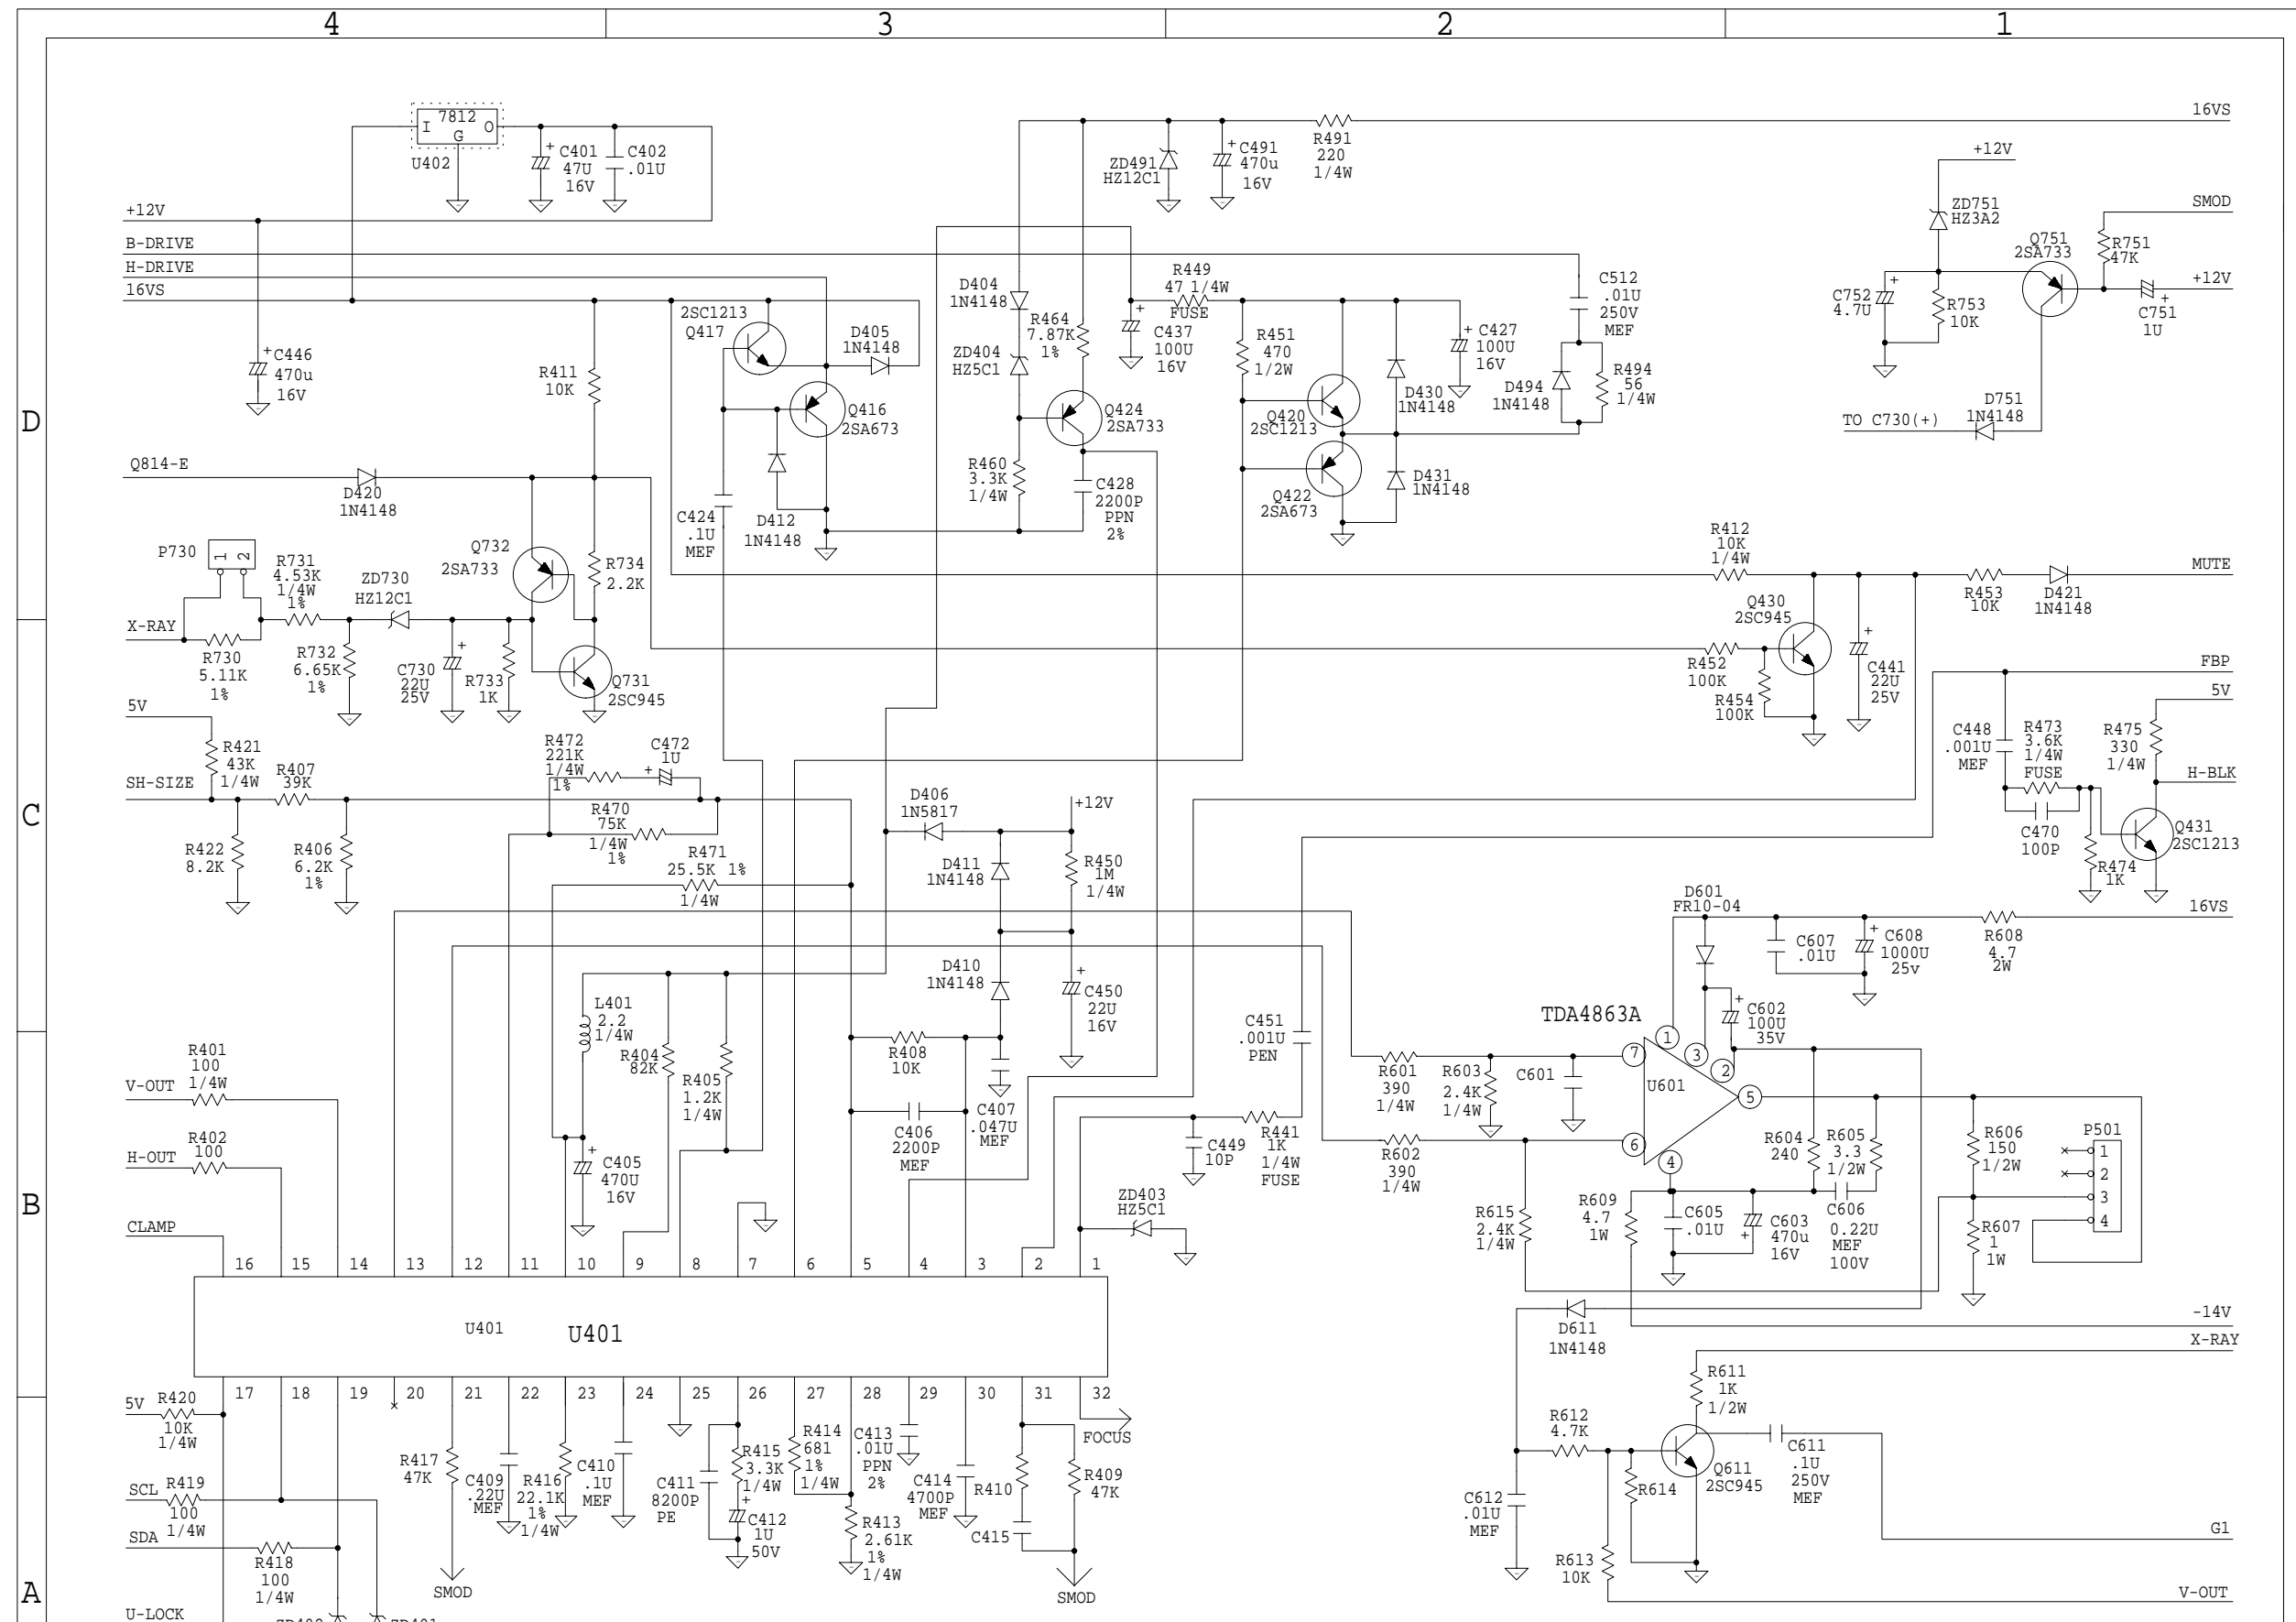 4
3
2
1
D
C
B
A
7812
I
O
G
U402
+
C401
47U
16V
C402
.01U
+12V
B-DRIVE
H-DRIVE
16VS
+
C446
470u
16V
R411
10K
2SC1213
Q417
D405
1N4148
Q416
2SA673
C424
.1U
MEF
D412
1N4148
Q814-E
D420
1N4148
P730
1
2
R731
4.53K
1/4W
1%
ZD730
HZ12C1
Q732
2SA733
R734
2.2K
X-RAY
R730
5.11K
1%
R732
6.65K
1%
+
C730
22U
25V
R733
1K
Q731
2SC945
ZD491
HZ12C1
+
C491
470u
16V
R491
220
1/4W
16VS
D404
1N4148
ZD404
HZ5C1
R464
7.87K
1%
+
C437
100U
16V
Q424
2SA733
R460
3.3K
1/4W
C428
2200P
PPN
2%
R449
47 1/4W
FUSE
R451
470
1/2W
Q420
2SC1213
Q422
2SA673
D430
1N4148
D431
1N4148
+
C427
100U
16V
C512
.01U
250V
MEF
D494
1N4148
R494
56
1/4W
+12V
ZD751
HZ3A2
SMOD
Q751
2SA733
R751
47K
+12V
+
C751
1U
+
C752
4.7U
R753
10K
D751
1N4148
TO C730(+)
R412
10K
1/4W
MUTE
R453
10K
D421
1N4148
Q430
2SC945
R452
100K
R454
100K
+
C441
22U
25V
FBP
5V
C448
.001U
MEF
R473
3.6K
1/4W
FUSE
R475
330
1/4W
H-BLK
C470
100P
R474
1K
Q431
2SC1213
5V
R421
43K
1/4W
SH-SIZE
R407
39K
R422
8.2K
R406
6.2K
1%
R472
221K
1/4W
1%
C472
1U
+
R470
75K
1/4W
1%
R471
25.5K 1%
1/4W
D406
1N5817
+12V
D411
1N4148
R450
1M
1/4W
D410
1N4148
+
C450
22U
16V
L401
2.2
1/4W
R404
82K
R405
1.2K
1/4W
R408
10K
C407
.047U
MEF
C406
2200P
MEF
+
C405
470U
16V
R401
100
1/4W
V-OUT
R402
100
H-OUT
CLAMP
C451
.001U
PEN
C449
10P
R441
1K
1/4W
FUSE
ZD403
HZ5C1
D601
FR10-04
16VS
C607
.01U
+
C608
1000U
25v
R608
4.7
2W
TDA4863A
+
C602
100U
35V
1
2
3
4
5
6
7
U601
R601
390
1/4W
R603
2.4K
1/4W
C601
R602
390
1/4W
R615
2.4K
1/4W
R609
4.7
1W
C605
.01U
+
C603
470u
16V
R604
240
R605
3.3
1/2W
C606
0.22U
MEF
100V
R606
150
1/2W
R607
1
1W
P501
1
2
3
4
D611
1N4148
-14V
X-RAY
R611
1K
1/2W
R612
4.7K
C612
.01U
MEF
R613
10K
R614
Q611
2SC945
C611
.1U
250V
MEF
G1
V-OUT
16 15 14 13 12 11 10 9 8 7 6 5 4 3 2 1
U401
U401
17 18 19 20 21 22 23 24 25 26 27 28 29 30 31 32
5V
R420
10K
1/4W
SCL
R419
100
1/4W
SDA
R418
100
1/4W
U-LOCK
R417
47K
SMOD
C409
.22U
MEF
R416
22.1K
1%
1/4W
C410
.1U
MEF
C411
8200P
PE
R415
3.3K
1/4W
+
C412
1U
50V
R414
681
1%
1/4W
R413
2.61K
1%
1/4W
C413
.01U
PPN
2%
C414
4700P
MEF
R410
C415
R409
47K
SMOD
FOCUS